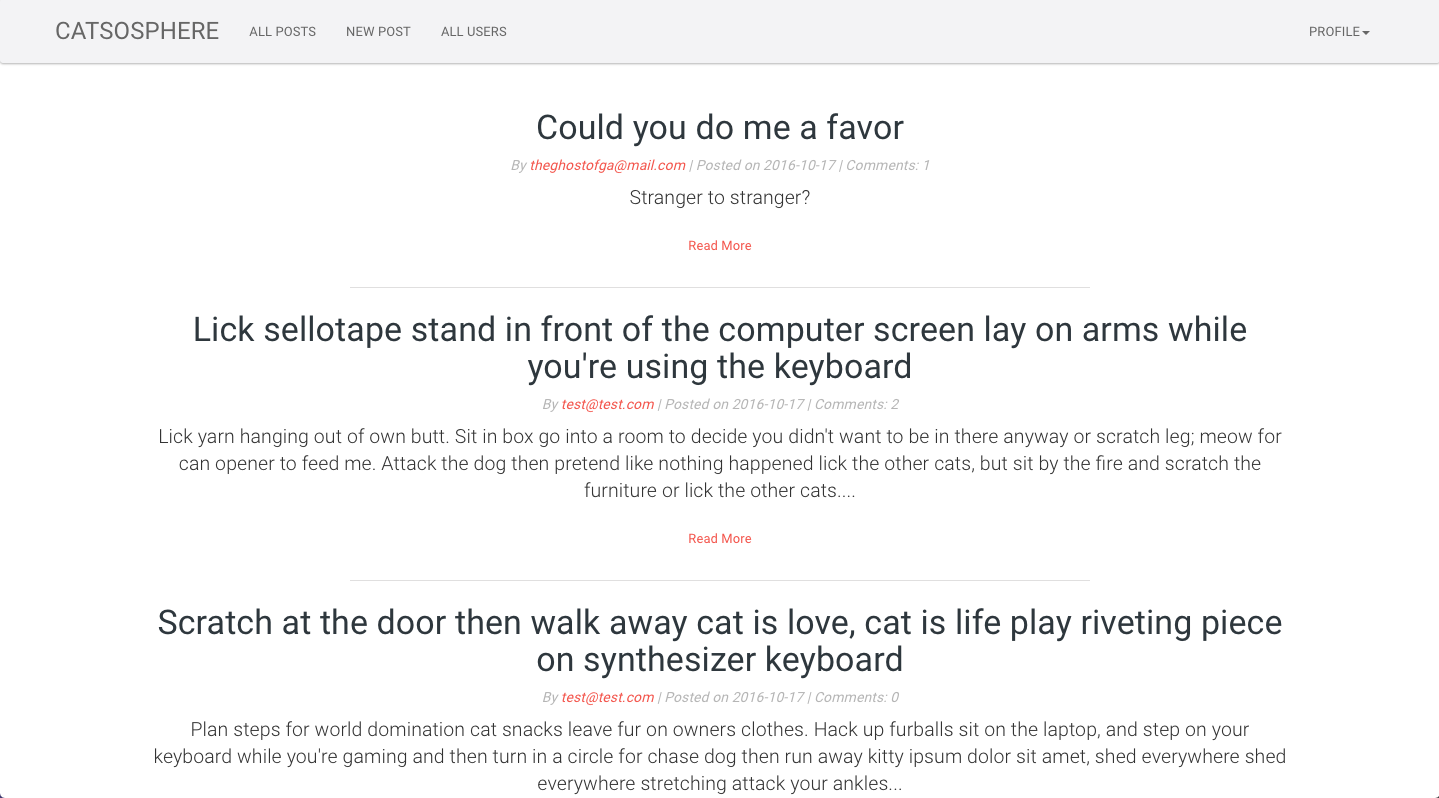 CATSOSPHERE ALL POSTS NEW POST ALL USERS PROFILE
Could you do me a favor
By theghostofga@mail.com | Posted on 2016-10-17 | Comments: 1
Stranger to stranger?
Read More
Lick sellotape stand in front of the computer screen lay on arms while
you're using the keyboard
By test@test.com | Posted on 2016-10-17 | Comments: 2
Lick yarn hanging out of own butt. Sit in box go into a room to decide you didn't want to be in there anyway or scratch leg; meow for
can opener to feed me. Attack the dog then pretend like nothing happened lick the other cats, but sit by the fire and scratch the
furniture or lick the other cats....
Read More
Scratch at the door then walk away cat is love, cat is life play riveting piece
on synthesizer keyboard
By test@test.com | Posted on 2016-10-17 | Comments: 0
Plan steps for world domination cat snacks leave fur on owners clothes. Hack up furballs sit on the laptop, and step on your
keyboard while you're gaming and then turn in a circle for chase dog then run away kitty ipsum dolor sit amet, shed everywhere shed
everywhere stretching attack your ankles...